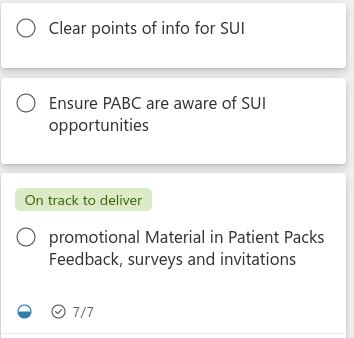 Clear points of info for SUI
Ensure PABC are aware of SUI
opportunities
On track to deliver
promotional Material in Patient Packs
Feedback, surveys and invitations
7/7